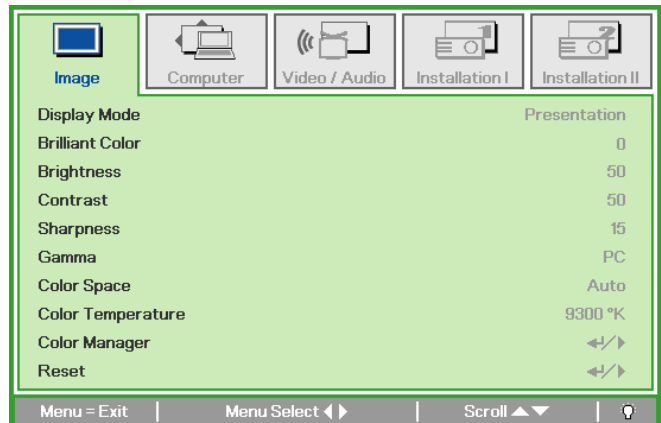 Image Computer Video / Audio Installation I Installation II
Display Mode Presentation
Brilliant Color 0
Brightness 50
Contrast 50
Sharpness 15
Gamma PC
Color Space Auto
Color Temperature 9300 °K
Color Manager
Reset
Menu = Exit Menu Select Scroll